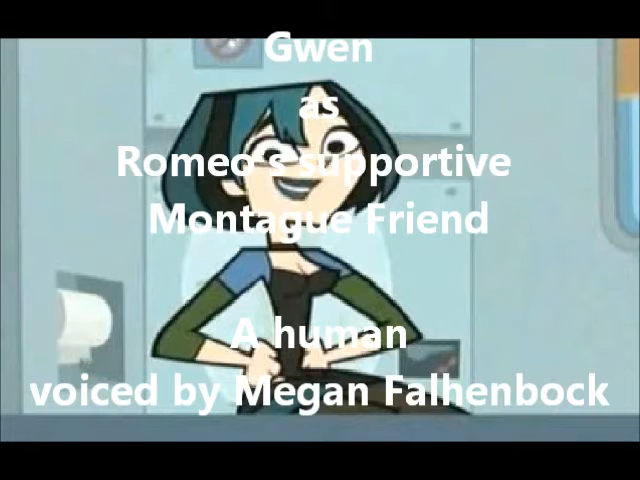 Gwen
as
Romeo's supportive
Montague Friend
A human
voiced by Megan Falhenbock